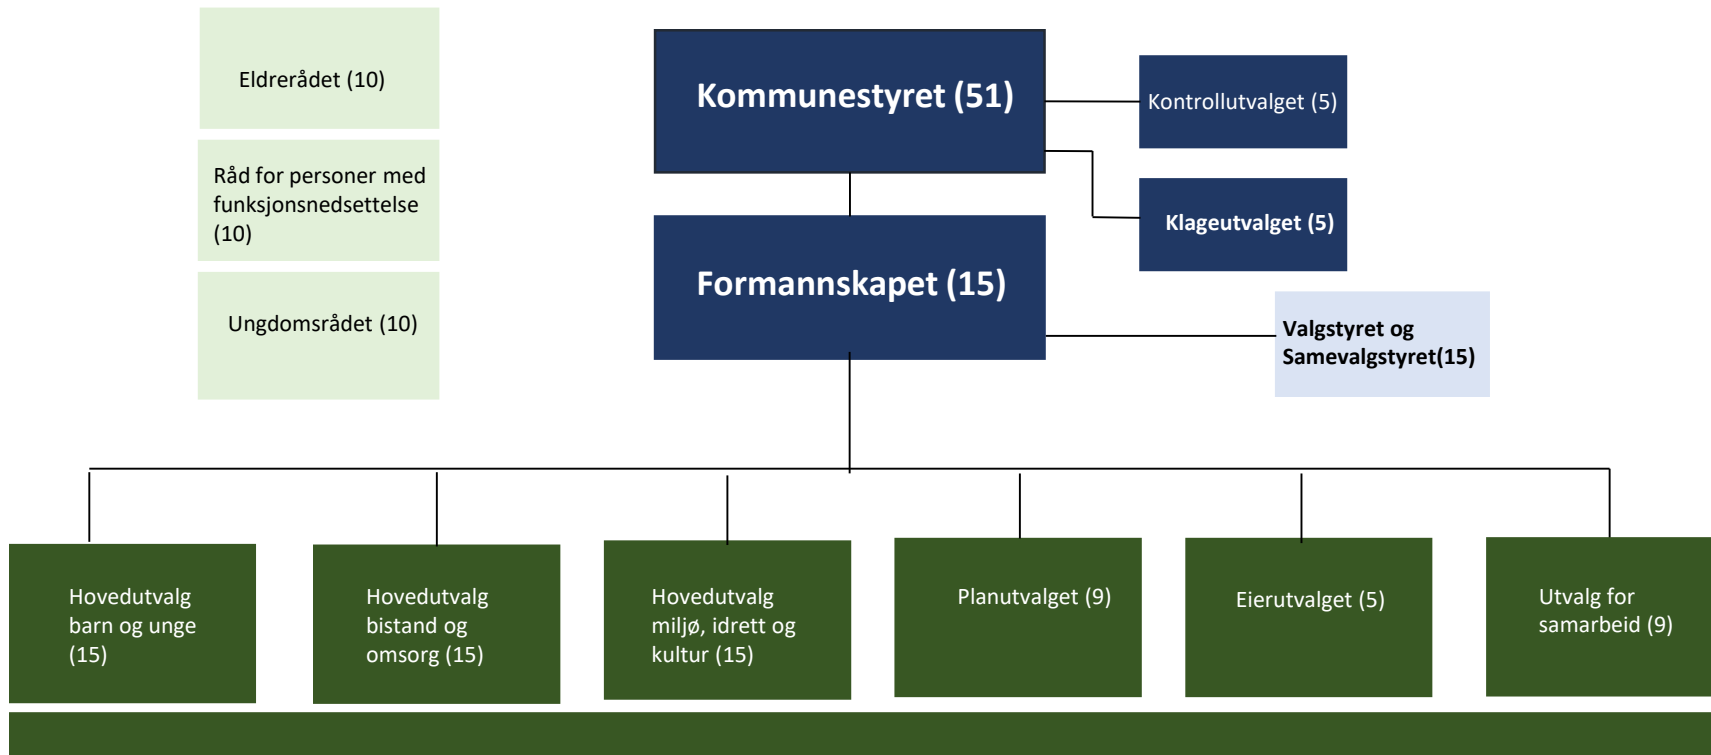 Eldrerådet (10)
Råd for personer med
funksjonsnedsettelse
(10)
Ungdomsrådet (10)
Kommunestyret (51)
Kontrollutvalget (5)
Klageutvalget (5)
Formannskapet (15)
Valgstyret og
Samevalgstyret(15)
Hovedutvalg
barn og unge
(15)
Hovedutvalg
bistand og
omsorg (15)
Hovedutvalg
miljø, idrett og
kultur (15)
Planutvalget (9)
Eierutvalget (5)
Utvalg for
samarbeid (9)